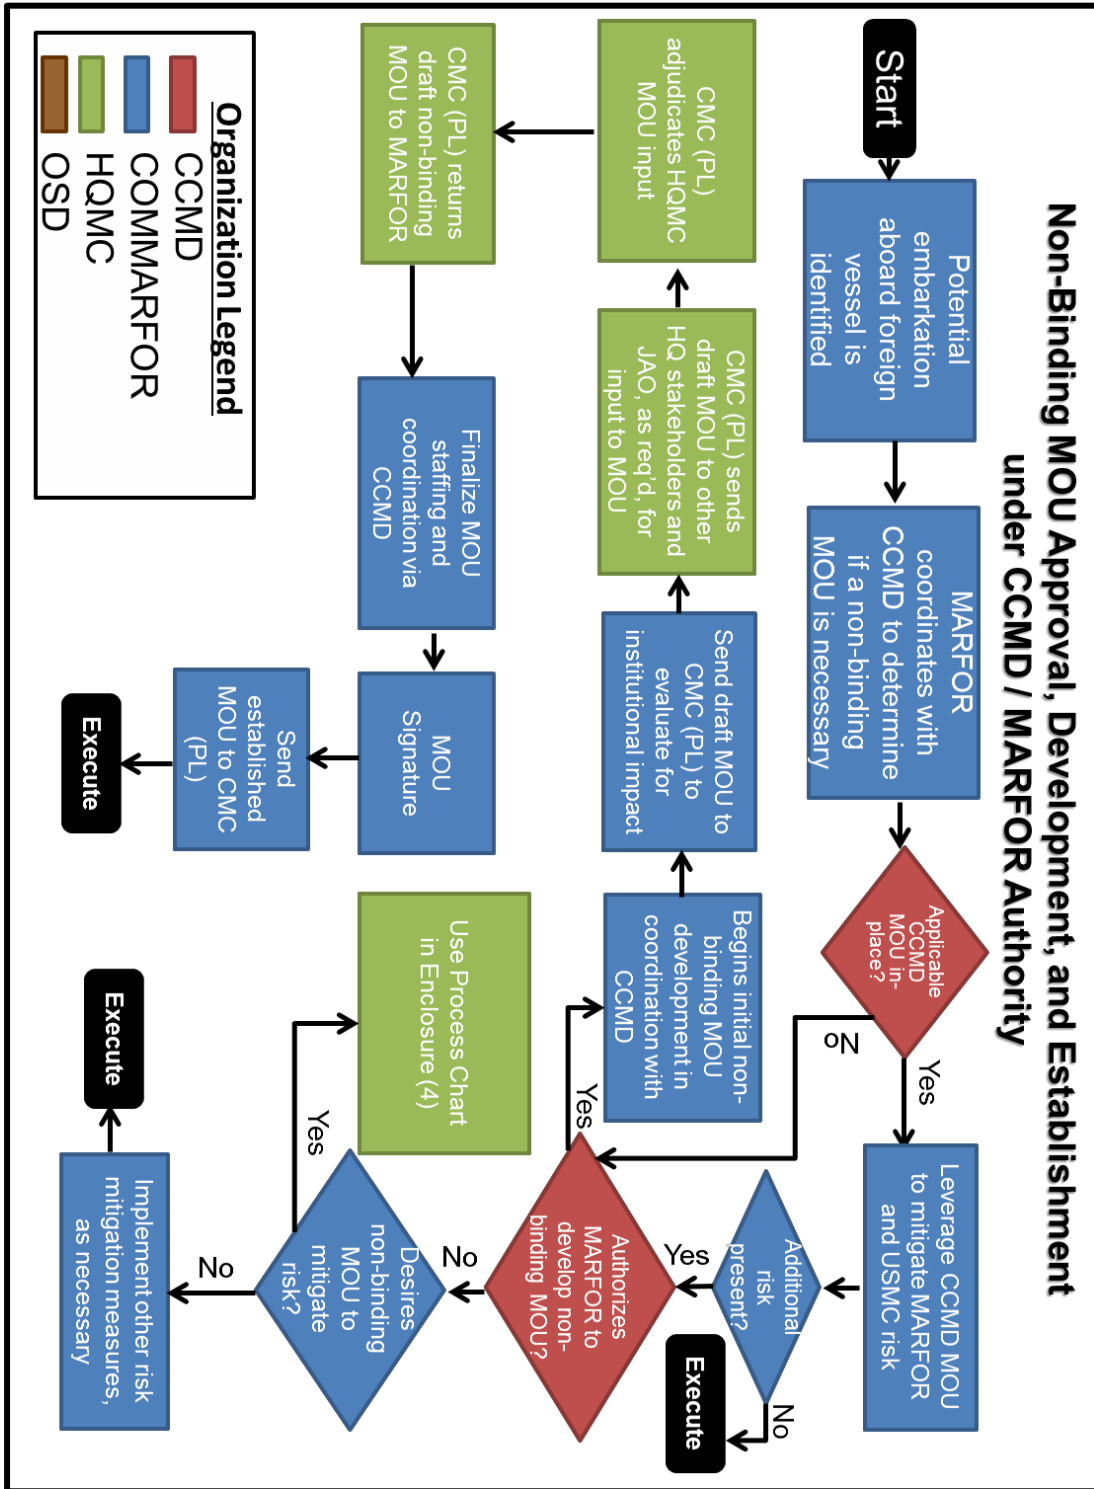 Non-Binding MOU Approval, Development, and Establishment
under CCMD / MARFOR Authority
Start
Potential
embarkation
aboard foreign
vessel is
identified
MARFOR
coordinates with
CCMD to determine
if a non-binding
MOU is necessary
Applicable
CCMD
MOU in-
place?
Yes
No
Leverage CCMD MOU
to mitigate MARFOR
and USMC risk
Additional
risk
present?
No
Execute
Yes
Authorizes
MARFOR to
develop non-
binding MOU?
Yes
No
Begins initial non-
binding MOU
development in
coordination with
CCMD
Send draft MOU to
CMC (PL) to
evaluate for
institutional impact
CMC (PL) sends
draft MOU to other
HQ stakeholders and
JAO, as req'd, for
input to MOU
CMC (PL)
adjudicates HQMC
MOU input
CMC (PL) returns
draft non-binding
MOU to MARFOR
Finalize MOU
staffing and
coordination via
CCMD
MOU
Signature
Send
established
MOU to CMC
(PL)
Execute
Desires
non-binding
MOU to
mitigate
risk?
Yes
Use Process Chart
in Enclosure (4)
No
Implement other risk
mitigation measures,
as necessary
Execute
Organization Legend
CCMD
COMMARFOR
HQMC
OSD